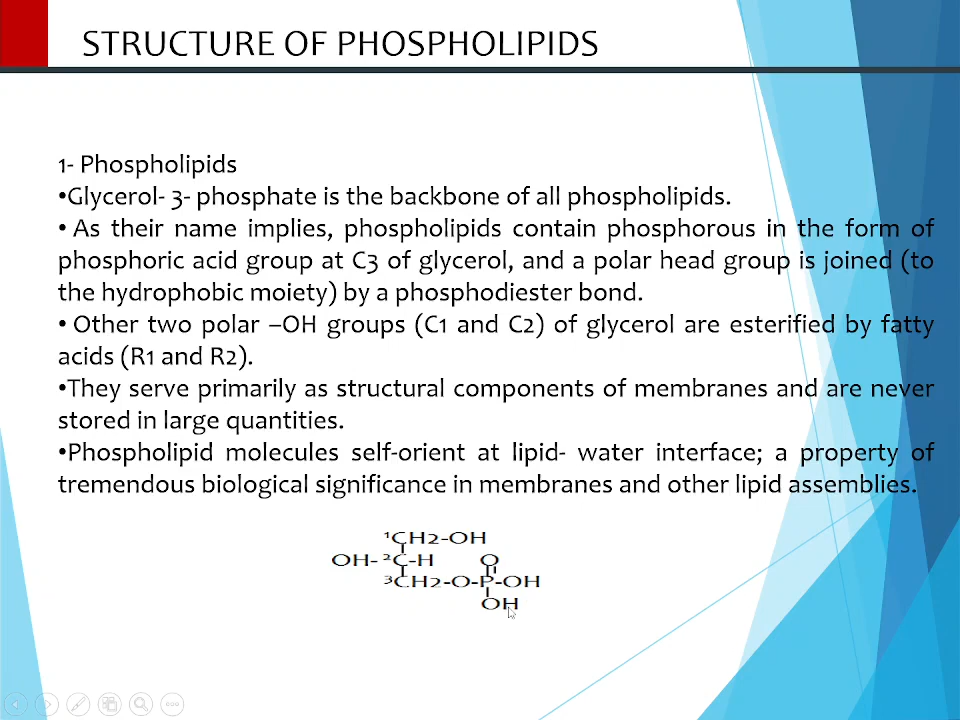 STRUCTURE OF PHOSPHOLIPIDS
1- Phospholipids
•Glycerol- 3- phosphate is the backbone of all phospholipids.
• As their name implies, phospholipids contain phosphorous in the form of
phosphoric acid group at C3 of glycerol, and a polar head group is joined (to
the hydrophobic moiety) by a phosphodiester bond.
• Other two polar –OH groups (C1 and C2) of glycerol are esterified by fatty
acids (R1 and R2).
•They serve primarily as structural components of membranes and are never
stored in large quantities.
•Phospholipid molecules self-orient at lipid- water interface; a property of
tremendous biological significance in membranes and other lipid assemblies.
¹CH2-OH
OH- ²C-H O
³CH2-O-P-OH
OH